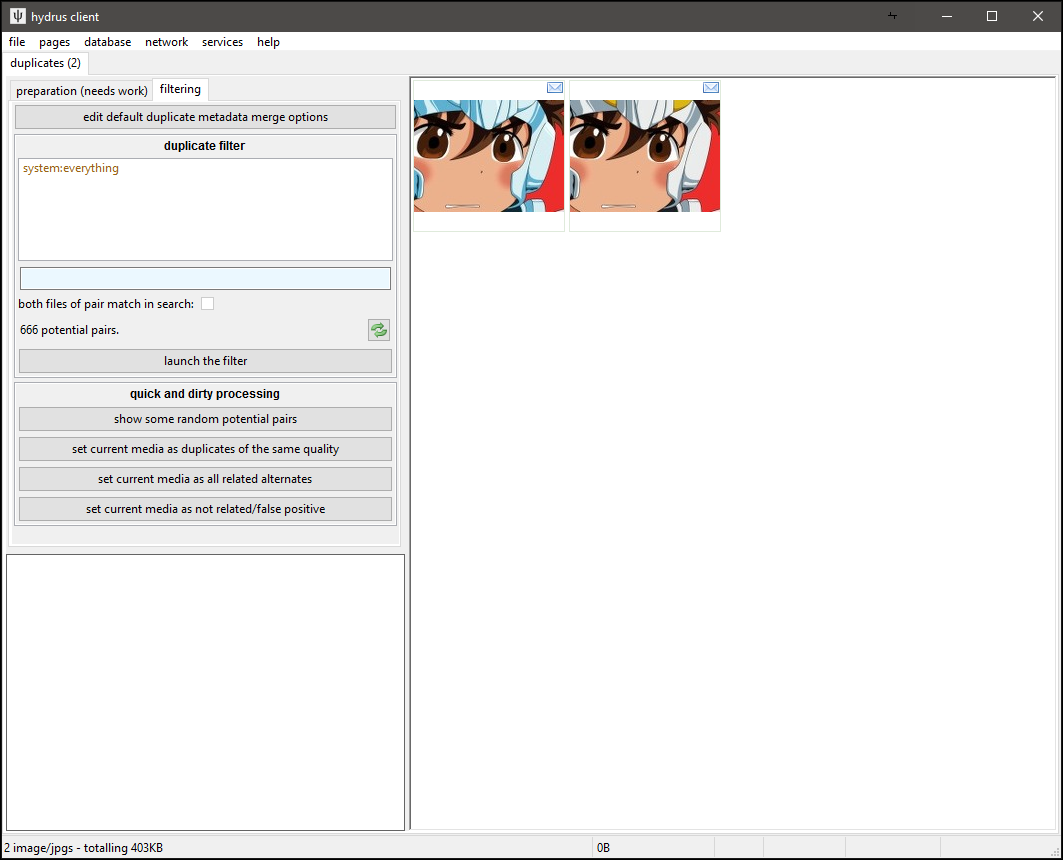 hydrus client
file pages database network services help
duplicates (2)
preparation (needs work) filtering
edit default duplicate metadata merge options
duplicate filter
system:everything
both files of pair match in search:
666 potential pairs.
launch the filter
quick and dirty processing
show some random potential pairs
set current media as duplicates of the same quality
set current media as all related alternates
set current media as not related/false positive
2 image/jpgs - totalling 403KB 0B